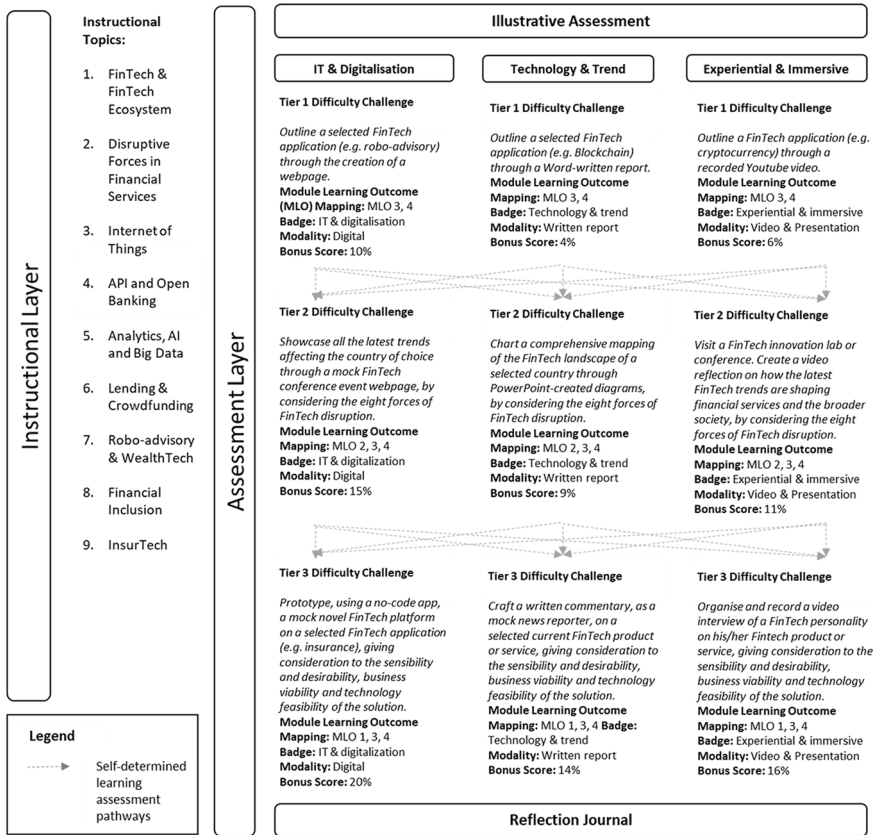 Instructional Layer
Instructional
Topics:
1. FinTech &
FinTech
Ecosystem
2. Disruptive
Forces in
Financial
Services
3. Internet of
Things
4. API and Open
Banking
5. Analytics, AI
and Big Data
6. Lending &
Crowdfunding
7. Robo-advisory
& WealthTech
8. Financial
Inclusion
9. InsurTech
Legend
Self-determined
learning
assessment
pathways
Assessment Layer
Illustrative Assessment
IT & Digitalisation
Technology & Trend
Experiential & Immersive
Tier 1 Difficulty Challenge
Outline a selected FinTech
application (e.g. robo-advisory)
through the creation of a
webpage.
Module Learning Outcome
(MLO) Mapping: MLO 3, 4
Badge: IT & digitalisation
Modality: Digital
Bonus Score: 10%
Tier 1 Difficulty Challenge
Outline a selected FinTech
application (e.g. Blockchain)
through a Word-written report.
Module Learning Outcome
Mapping: MLO 3, 4
Badge: Technology & trend
Modality: Written report
Bonus Score: 4%
Tier 1 Difficulty Challenge
Outline a FinTech application (e.g.
cryptocurrency) through a
recorded Youtube video.
Module Learning Outcome
Mapping: MLO 3, 4
Badge: Experiential & immersive
Modality: Video & Presentation
Bonus Score: 6%
Tier 2 Difficulty Challenge
Showcase all the latest trends
affecting the country of choice
through a mock FinTech
conference event webpage, by
considering the eight forces of
FinTech disruption.
Module Learning Outcome
Mapping: MLO 2, 3, 4
Badge: IT & digitalization
Modality: Digital
Bonus Score: 15%
Tier 2 Difficulty Challenge
Chart a comprehensive mapping
of the FinTech landscape of a
selected country through
PowerPoint-created diagrams,
by considering the eight forces of
FinTech disruption.
Module Learning Outcome
Mapping: MLO 2, 3, 4
Badge: Technology & trend
Modality: Written report
Bonus Score: 9%
Tier 2 Difficulty Challenge
Visit a FinTech innovation lab or
conference. Create a video
reflection on how the latest
FinTech trends are shaping
financial services and the broader
society, by considering the eight
forces of FinTech disruption.
Module Learning Outcome
Mapping: MLO 2, 3, 4
Badge: Experiential & immersive
Modality: Video & Presentation
Bonus Score: 11%
Tier 3 Difficulty Challenge
Prototype, using a no-code app,
a mock novel FinTech platform
on a selected FinTech application
(e.g. insurance), giving
consideration to the sensibility
and desirability, business
viability and technology
feasibility of the solution.
Module Learning Outcome
Mapping: MLO 1, 3, 4
Badge: IT & digitalization
Modality: Digital
Bonus Score: 20%
Tier 3 Difficulty Challenge
Craft a written commentary, as a
mock news reporter, on a
selected current FinTech product
or service, giving consideration to
the sensibility and desirability,
business viability and technology
feasibility of the solution.
Module Learning Outcome
Mapping: MLO 1, 3, 4 Badge:
Technology & trend
Modality: Written report
Bonus Score: 14%
Tier 3 Difficulty Challenge
Organise and record a video
interview of a FinTech personality
on his/her Fintech product or
service, giving consideration to the
sensibility and desirability,
business viability and technology
feasibility of the solution.
Module Learning Outcome
Mapping: MLO 1, 3, 4
Badge: Experiential & immersive
Modality: Video & Presentation
Bonus Score: 16%
Reflection Journal